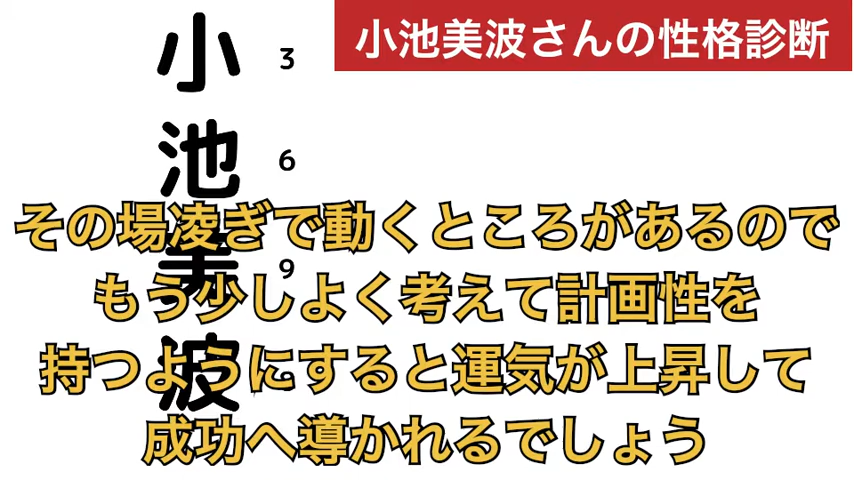 小池美波さんの性格診断
小 3
池 6
美 9
波
その場凌ぎで動くところがあるので
もう少しよく考えて計画性を
持つようにすると運気が上昇して
成功へ導かれるでしょう